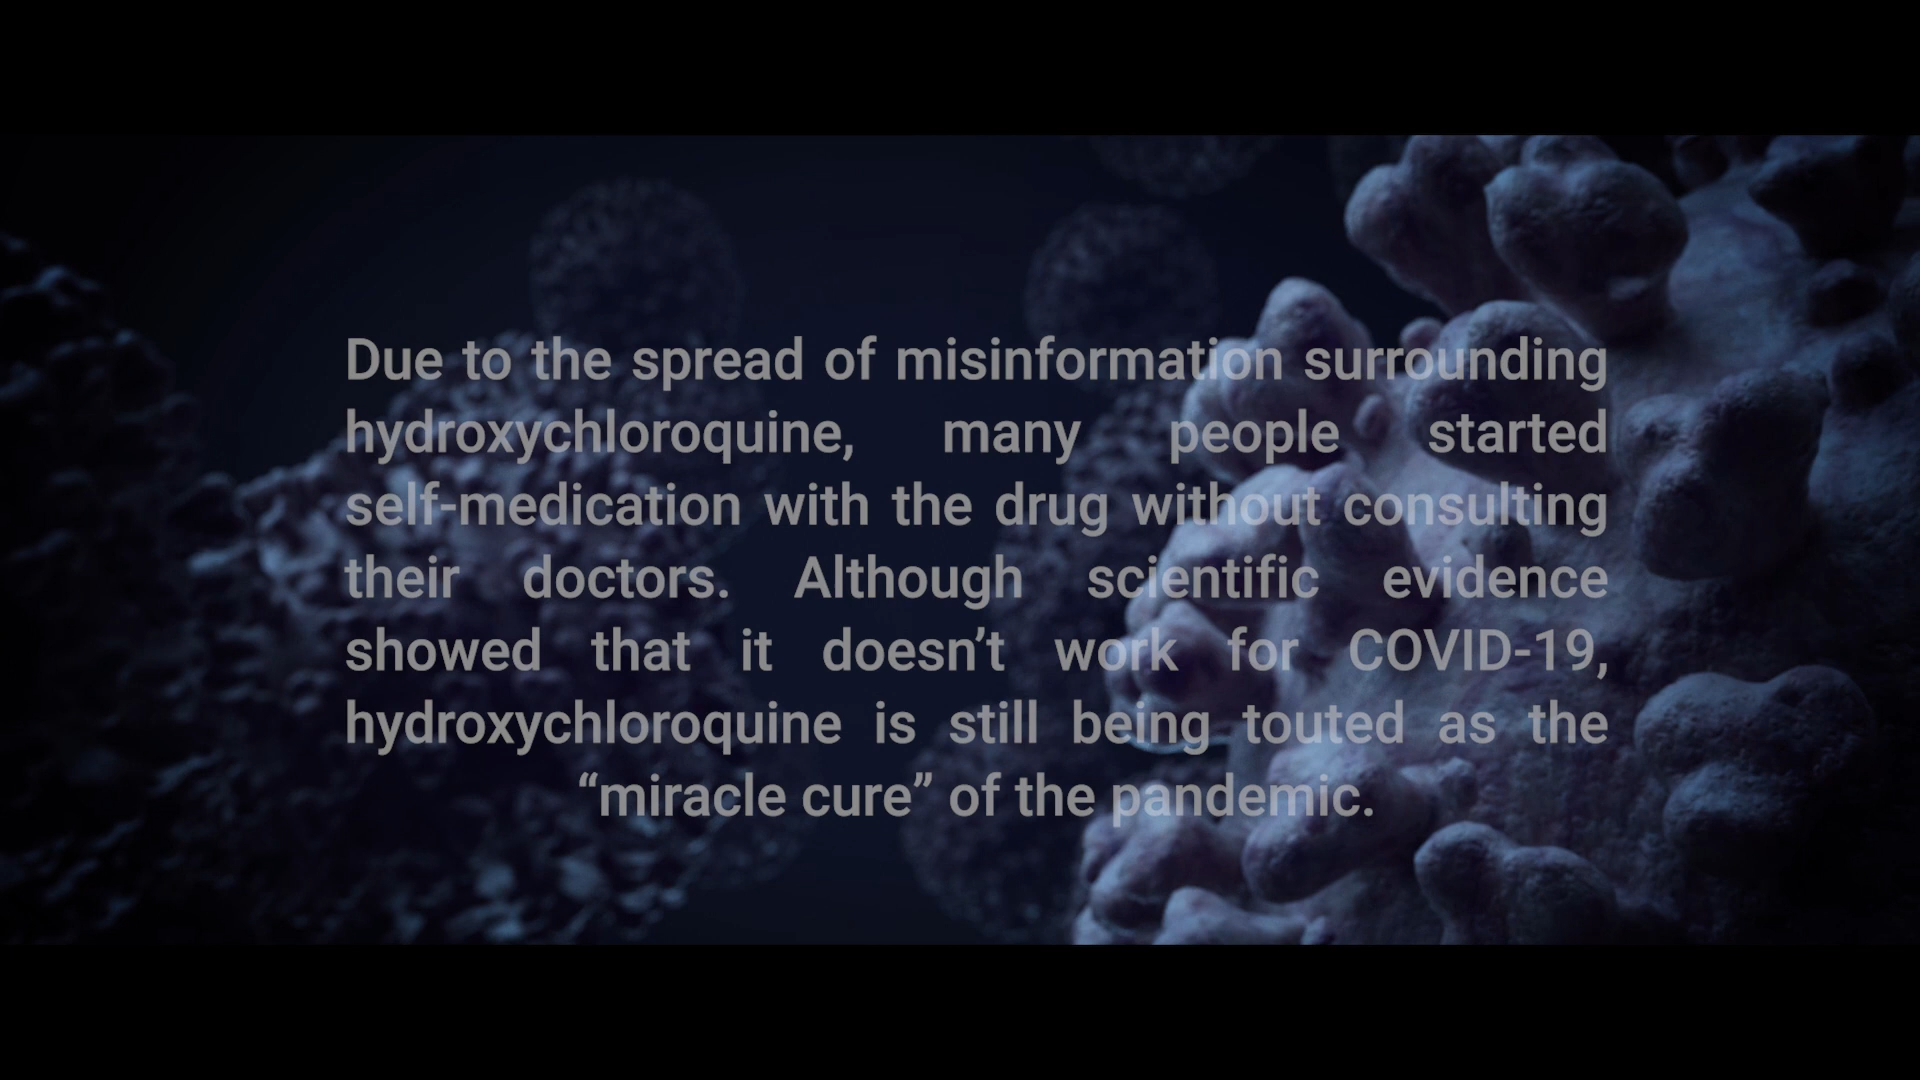 Due to the spread of misinformation surrounding
hydroxychloroquine, many people started
self-medication with the drug without consulting
their doctors. Although scientific evidence
showed that it doesn’t work for COVID-19,
hydroxychloroquine is still being touted as the
“miracle cure” of the pandemic.